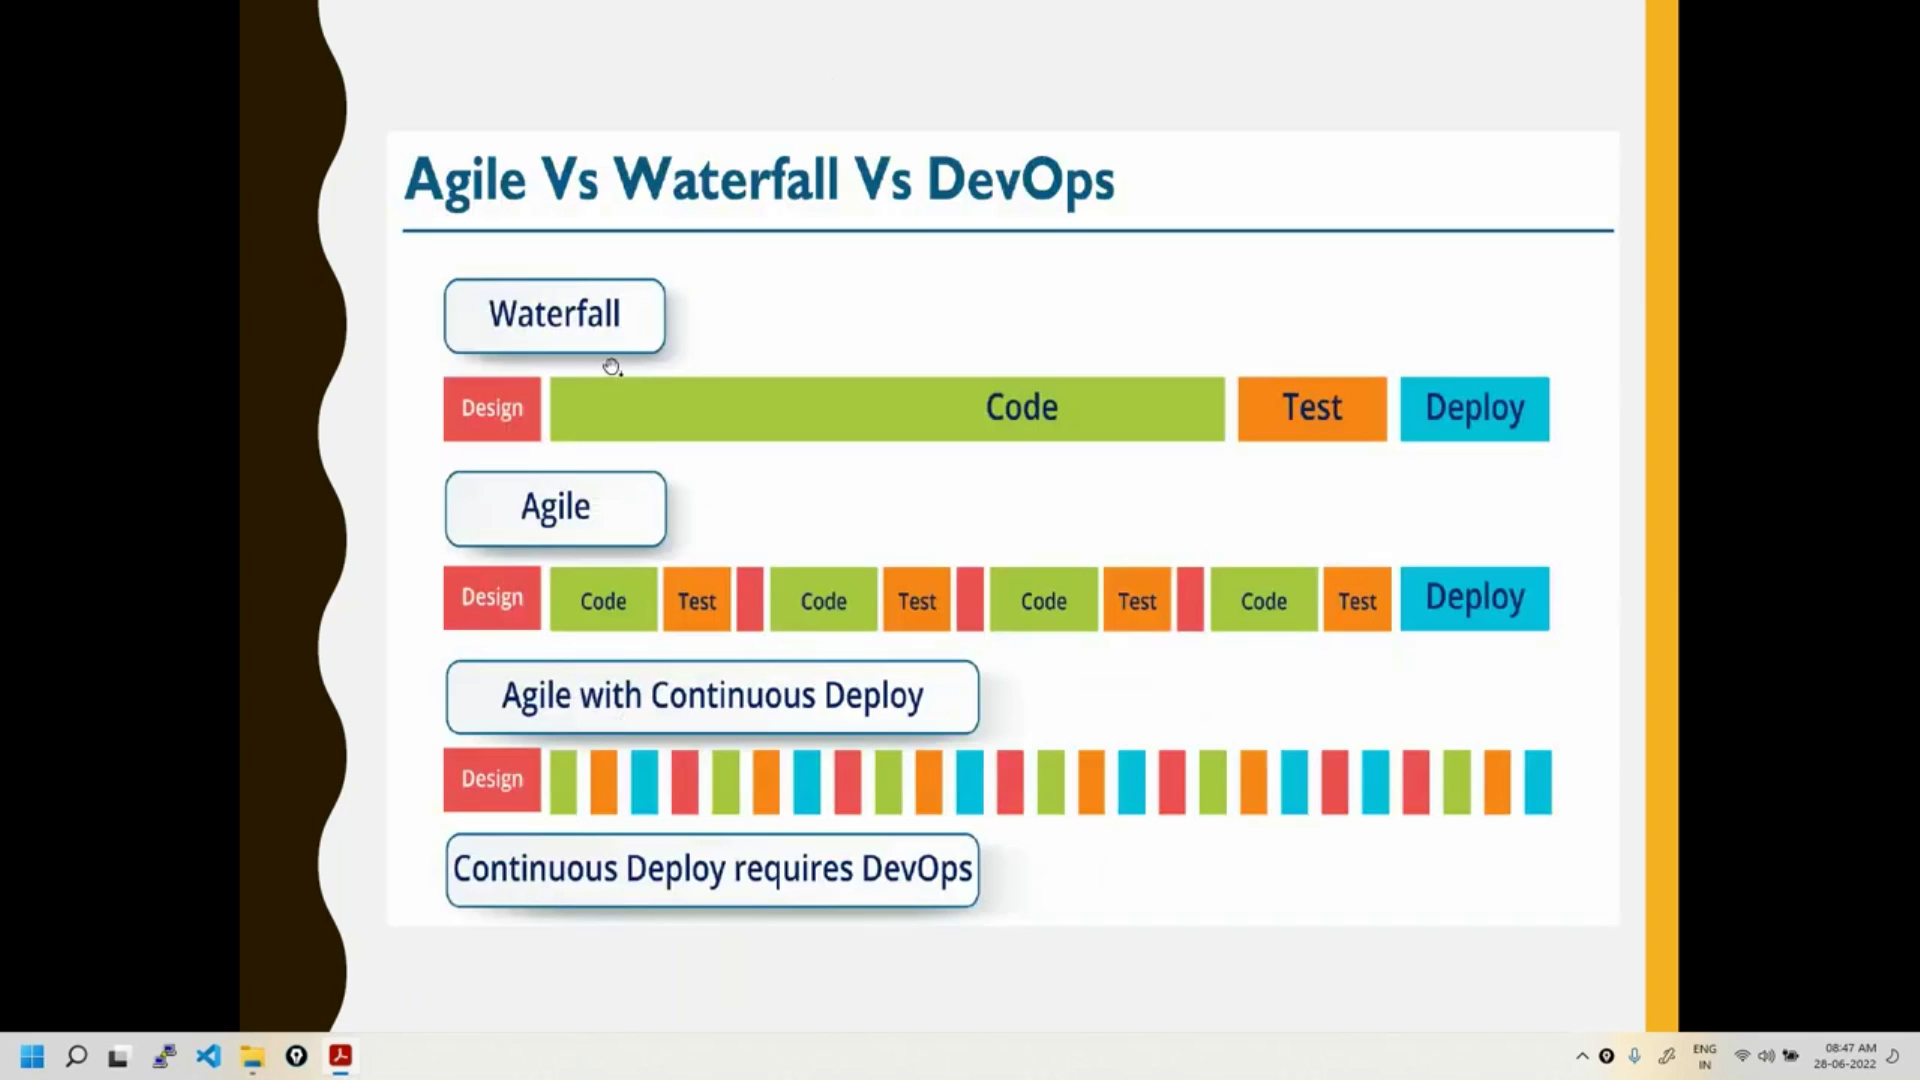 Agile Vs Waterfall Vs DevOps
Waterfall
Design Code Test Deploy
Agile
Design Code Test Code Test Code Test Code Test Deploy
Agile with Continuous Deploy
Design
Continuous Deploy requires DevOps
ENG
IN
08:47 AM
28-06-2022